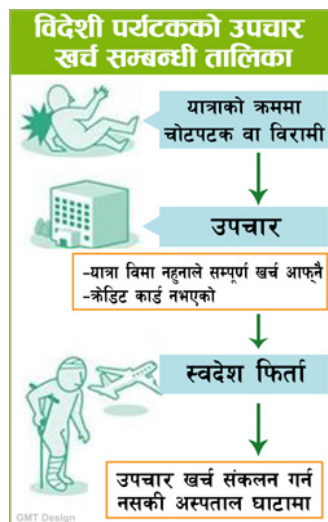 विदेशी पर्यटकको उपचार
खर्च सम्बन्धी तालिका
यात्राको क्रममा
चोटपटक वा विरामी
उपचार
-यात्रा विमा नहुनाले सम्पूर्ण खर्च आफ्नै
-क्रेडिट कार्ड नभएको
स्वदेश फिर्ता
उपचार खर्च संकलन गर्न
नसकी अस्पताल घाटामा
GMT Design